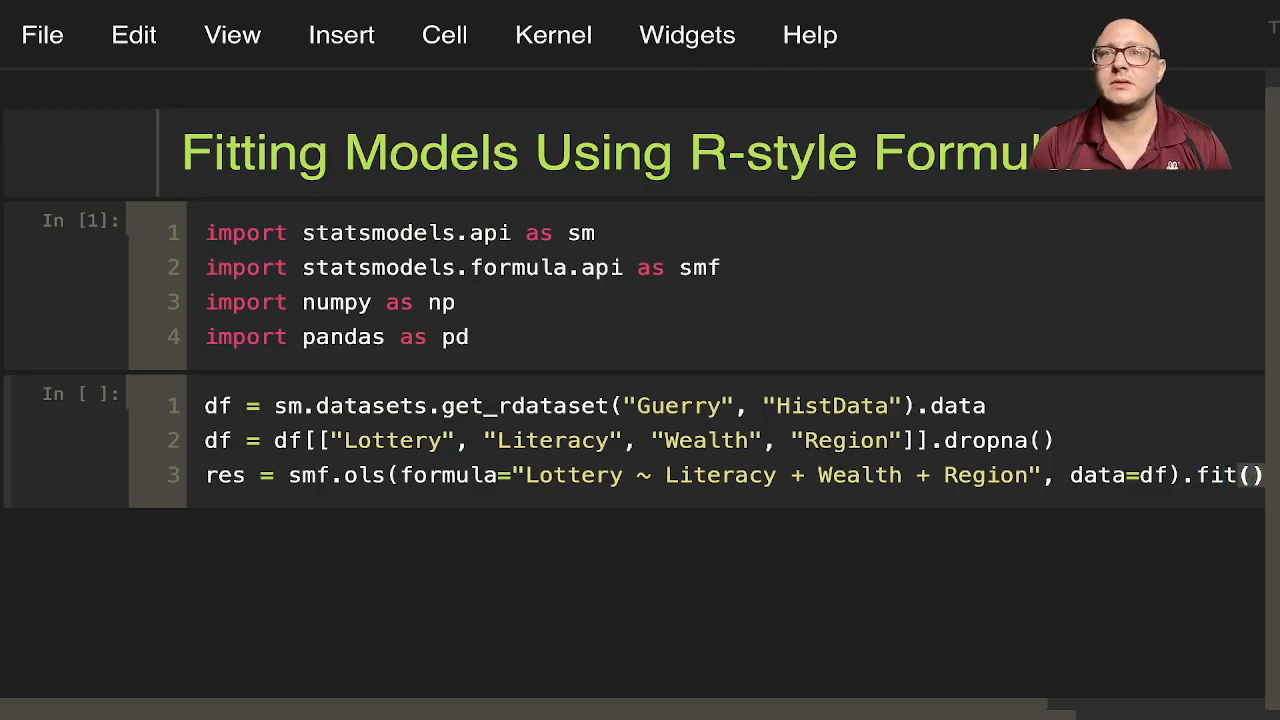 File Edit View Insert Cell Kernel Widgets Help
Fitting Models Using R-style
In [1]:
1 import statsmodels.api as sm
2 import statsmodels.formula.api as smf
3 import numpy as np
4 import pandas as pd
In [ ]:
1 df = sm.datasets.get_rdataset("Guerry", "HistData").data
2 df = df[["Lottery", "Literacy", "Wealth", "Region"]].dropna()
3 res = smf.ols(formula="Lottery ~ Literacy + Wealth + Region", data=df).fit()